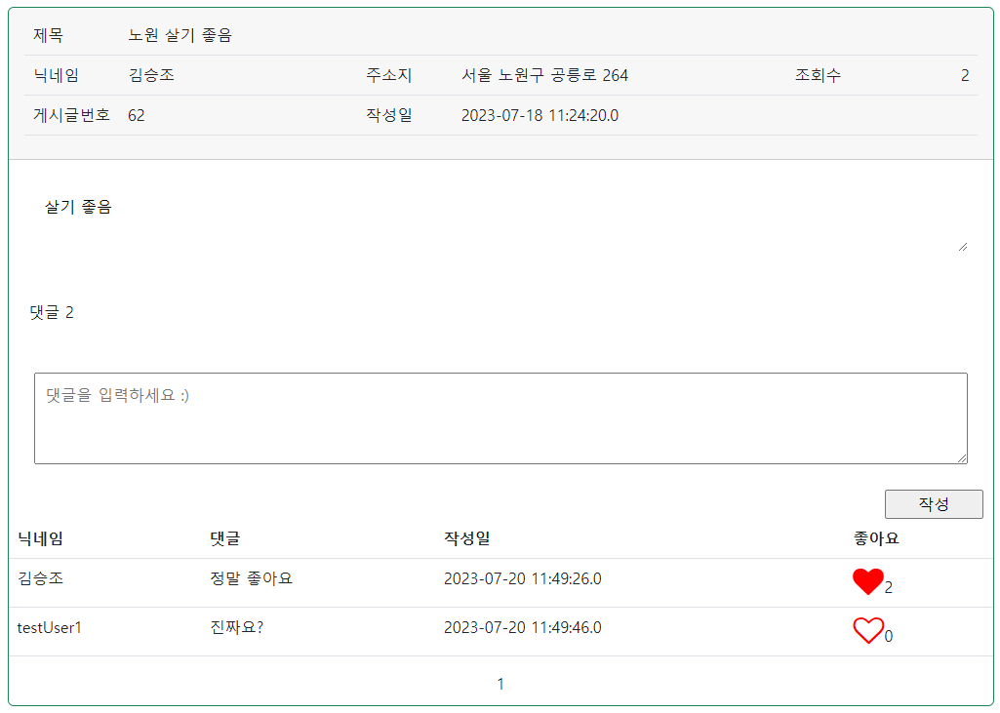 제목 노원 살기 좋음
닉네임 김승조 주소지 서울 노원구 공릉로 264 조회수 2
게시글번호 62 작성일 2023-07-18 11:24:20.0
살기 좋음
댓글 2
댓글을 입력하세요 :)
작성
닉네임 댓글 작성일 좋아요
김승조 정말 좋아요 2023-07-20 11:49:26.0 2
testUser1 진짜요? 2023-07-20 11:49:46.0 0
1